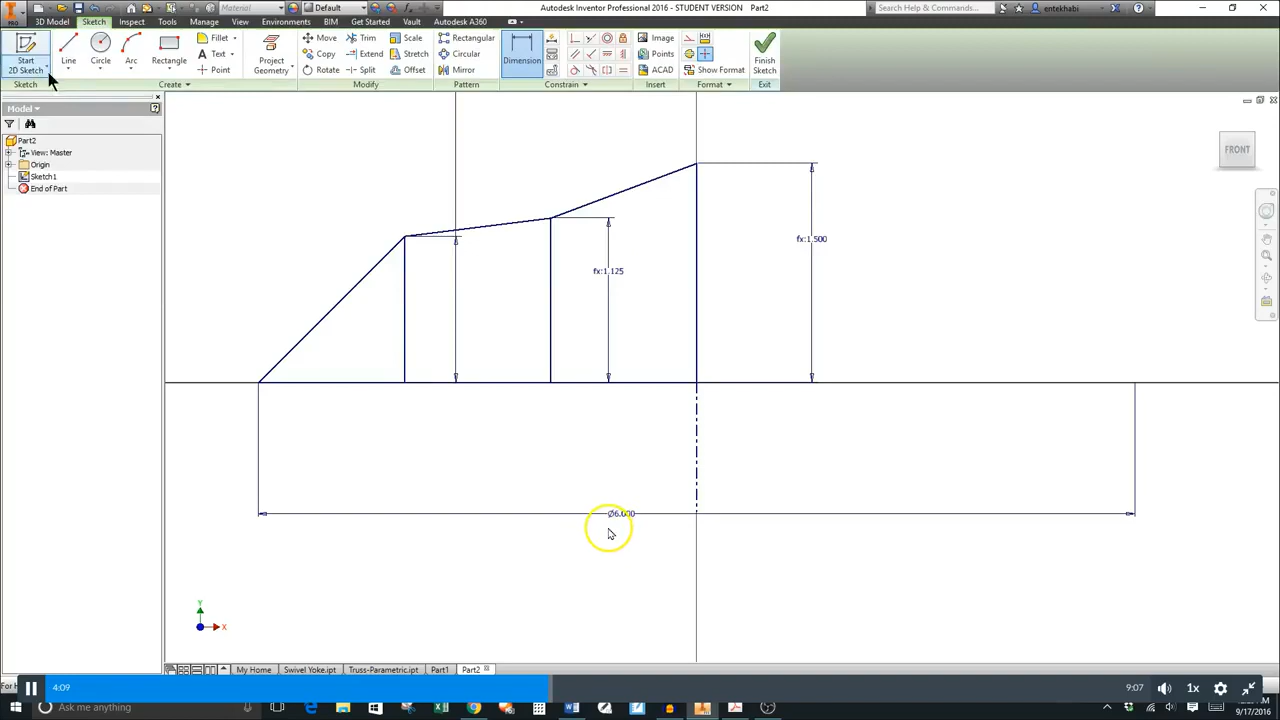 Material
Default
Autodesk Inventor Professional 2016 - STUDENT VERSION Part2
Search Help & Commands...
entekhabi
PRO
3D Model Sketch Inspect Tools Manage View Environments BIM Get Started Vault Autodesk A360
Start
2D Sketch
Line
Circle
Arc
Rectangle
Fillet
Text
Point
Project
Geometry
Move
Copy
Rotate
Trim
Extend
Split
Scale
Stretch
Offset
Rectangular
Circular
Mirror
Dimension
Image
Points
ACAD
Show Format
Finish
Sketch
Sketch Create Modify Pattern Constrain Insert Format Exit
Model
Part2
View: Master
Origin
Sketch1
End of Part
FRONT
fx:1.500
fx:1.125
Y
X
My Home Swivel Yoke.ipt Truss-Parametric.ipt Part1 Part2
For H
4:09
9:07
1x
Ask me anything
9/17/2016